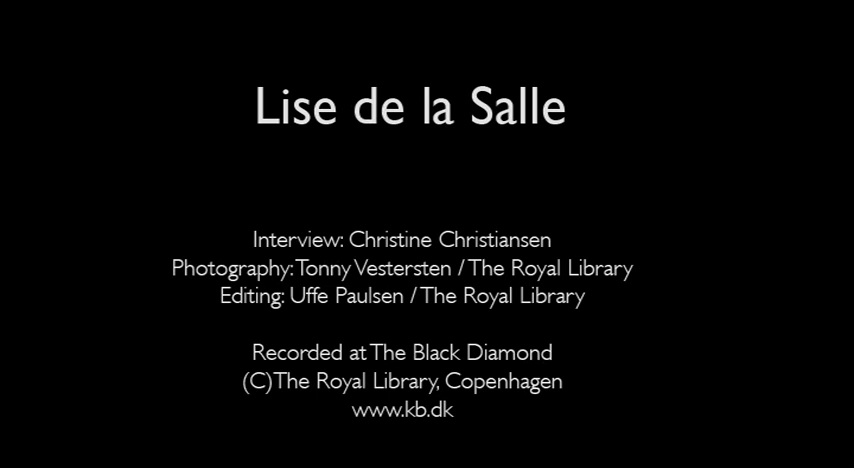 Lise de la Salle
Interview: Christine Christiansen
Photography: Tonny Vestersten / The Royal Library
Editing: Uffe Paulsen / The Royal Library
Recorded at The Black Diamond
(C)The Royal Library, Copenhagen
www.kb.dk